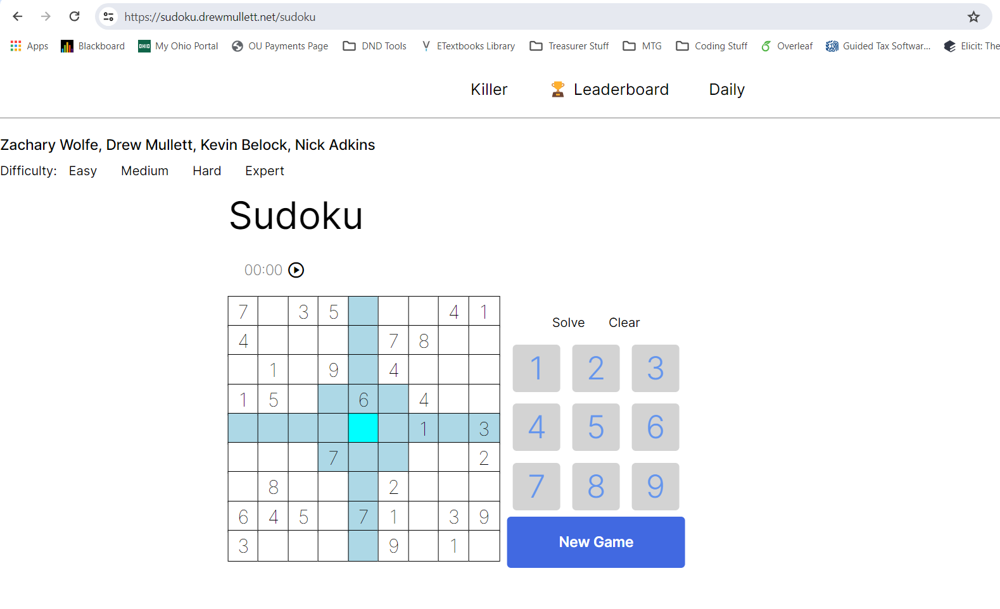 https://sudoku.drewmullett.net/sudoku
Apps Blackboard OHIO My Ohio Portal OU Payments Page DND Tools ETextbooks Library Treasurer Stuff MTG Coding Stuff Overleaf Guided Tax Softwar... Elicit: The
Killer 🏆 Leaderboard Daily
Zachary Wolfe, Drew Mullett, Kevin Belock, Nick Adkins
Difficulty: Easy Medium Hard Expert
Sudoku
00:00
7 3 5 4 1
4 7 8
1 9 4
1 5 6 4
1 3
7 2
8 2
6 4 5 7 1 3 9
3 9 1
Solve Clear
1 2 3
4 5 6
7 8 9
New Game